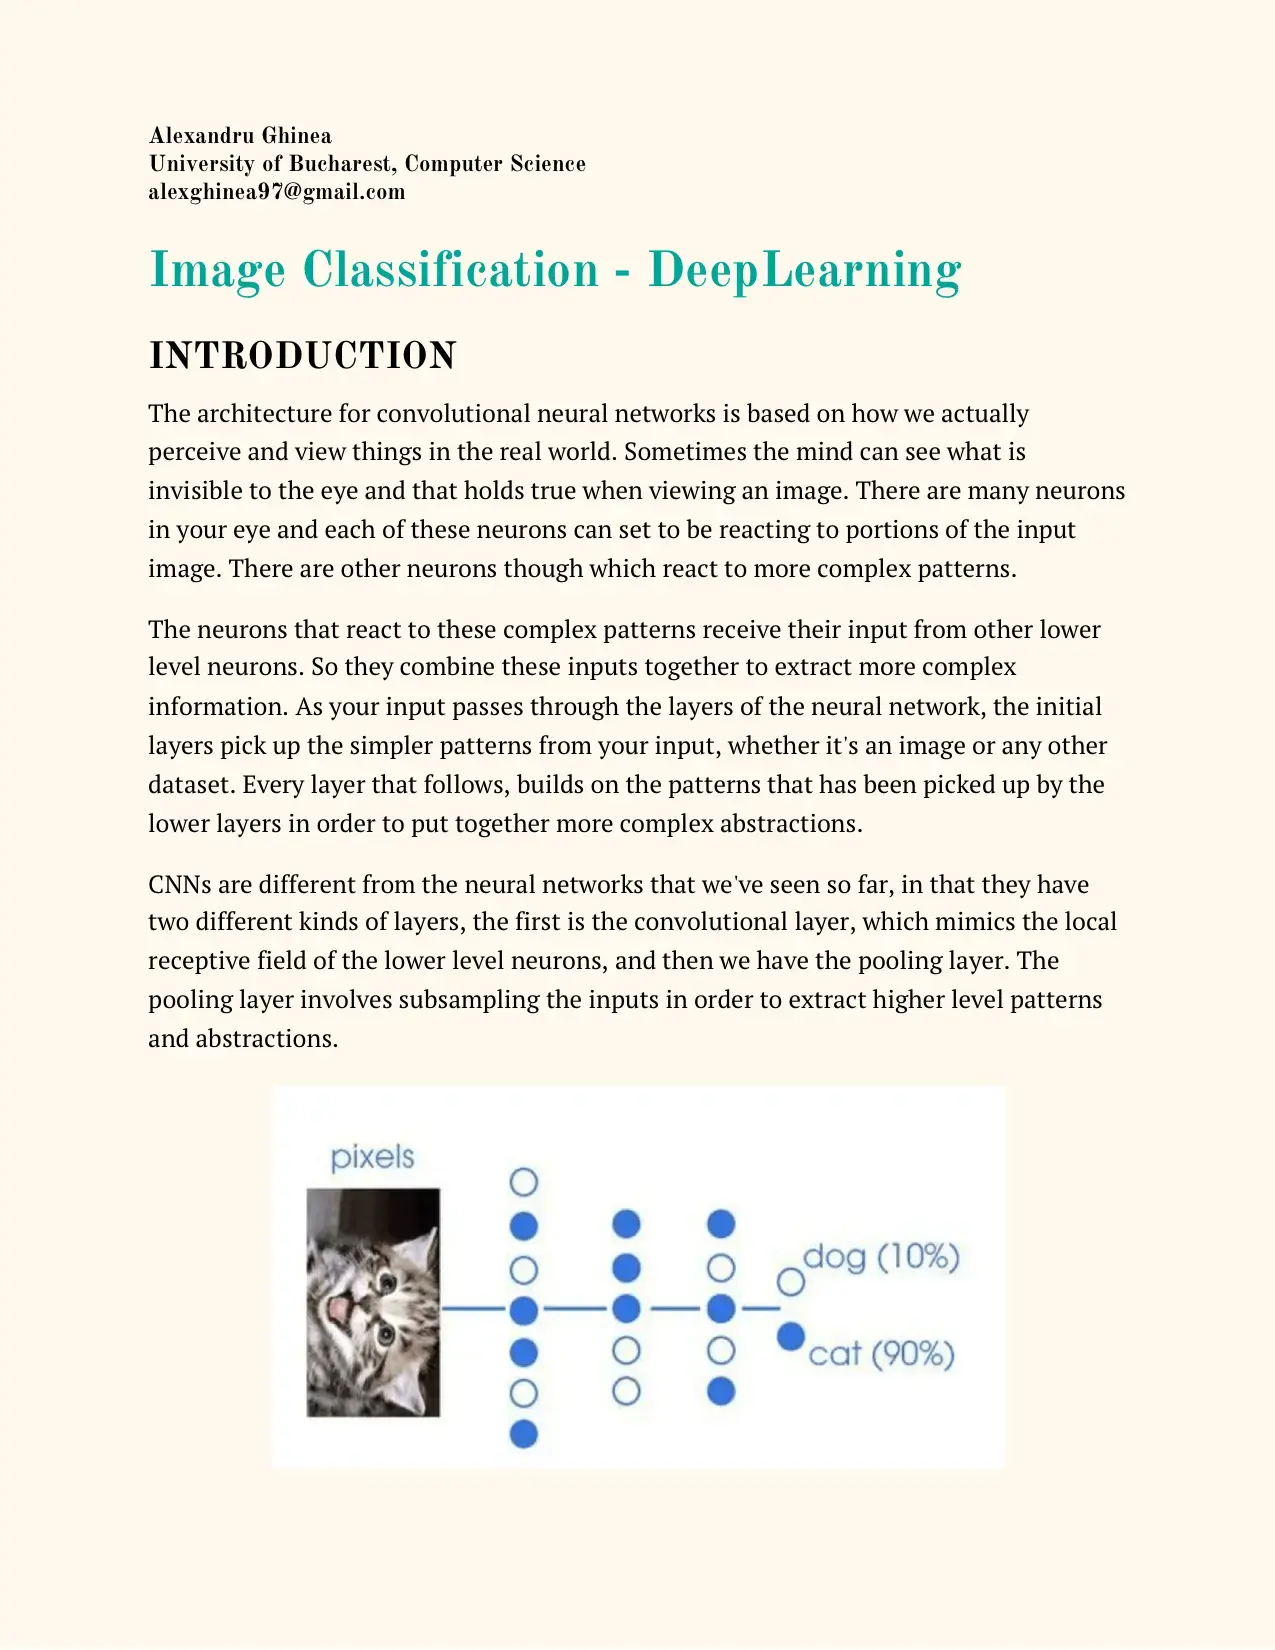 Alexandru Ghinea
University of Bucharest, Computer Science
alexghinea97@gmail.com
Image Classification - DeepLearning
INTRODUCTION
The architecture for convolutional neural networks is based on how we actually
perceive and view things in the real world. Sometimes the mind can see what is
invisible to the eye and that holds true when viewing an image. There are many neurons
in your eye and each of these neurons can set to be reacting to portions of the input
image. There are other neurons though which react to more complex patterns.
The neurons that react to these complex patterns receive their input from other lower
level neurons. So they combine these inputs together to extract more complex
information. As your input passes through the layers of the neural network, the initial
layers pick up the simpler patterns from your input, whether it's an image or any other
dataset. Every layer that follows, builds on the patterns that has been picked up by the
lower layers in order to put together more complex abstractions.
CNNs are different from the neural networks that we've seen so far, in that they have
two different kinds of layers, the first is the convolutional layer, which mimics the local
receptive field of the lower level neurons, and then we have the pooling layer. The
pooling layer involves subsampling the inputs in order to extract higher level patterns
and abstractions.
pixels
dog (10%)
cat (90%)